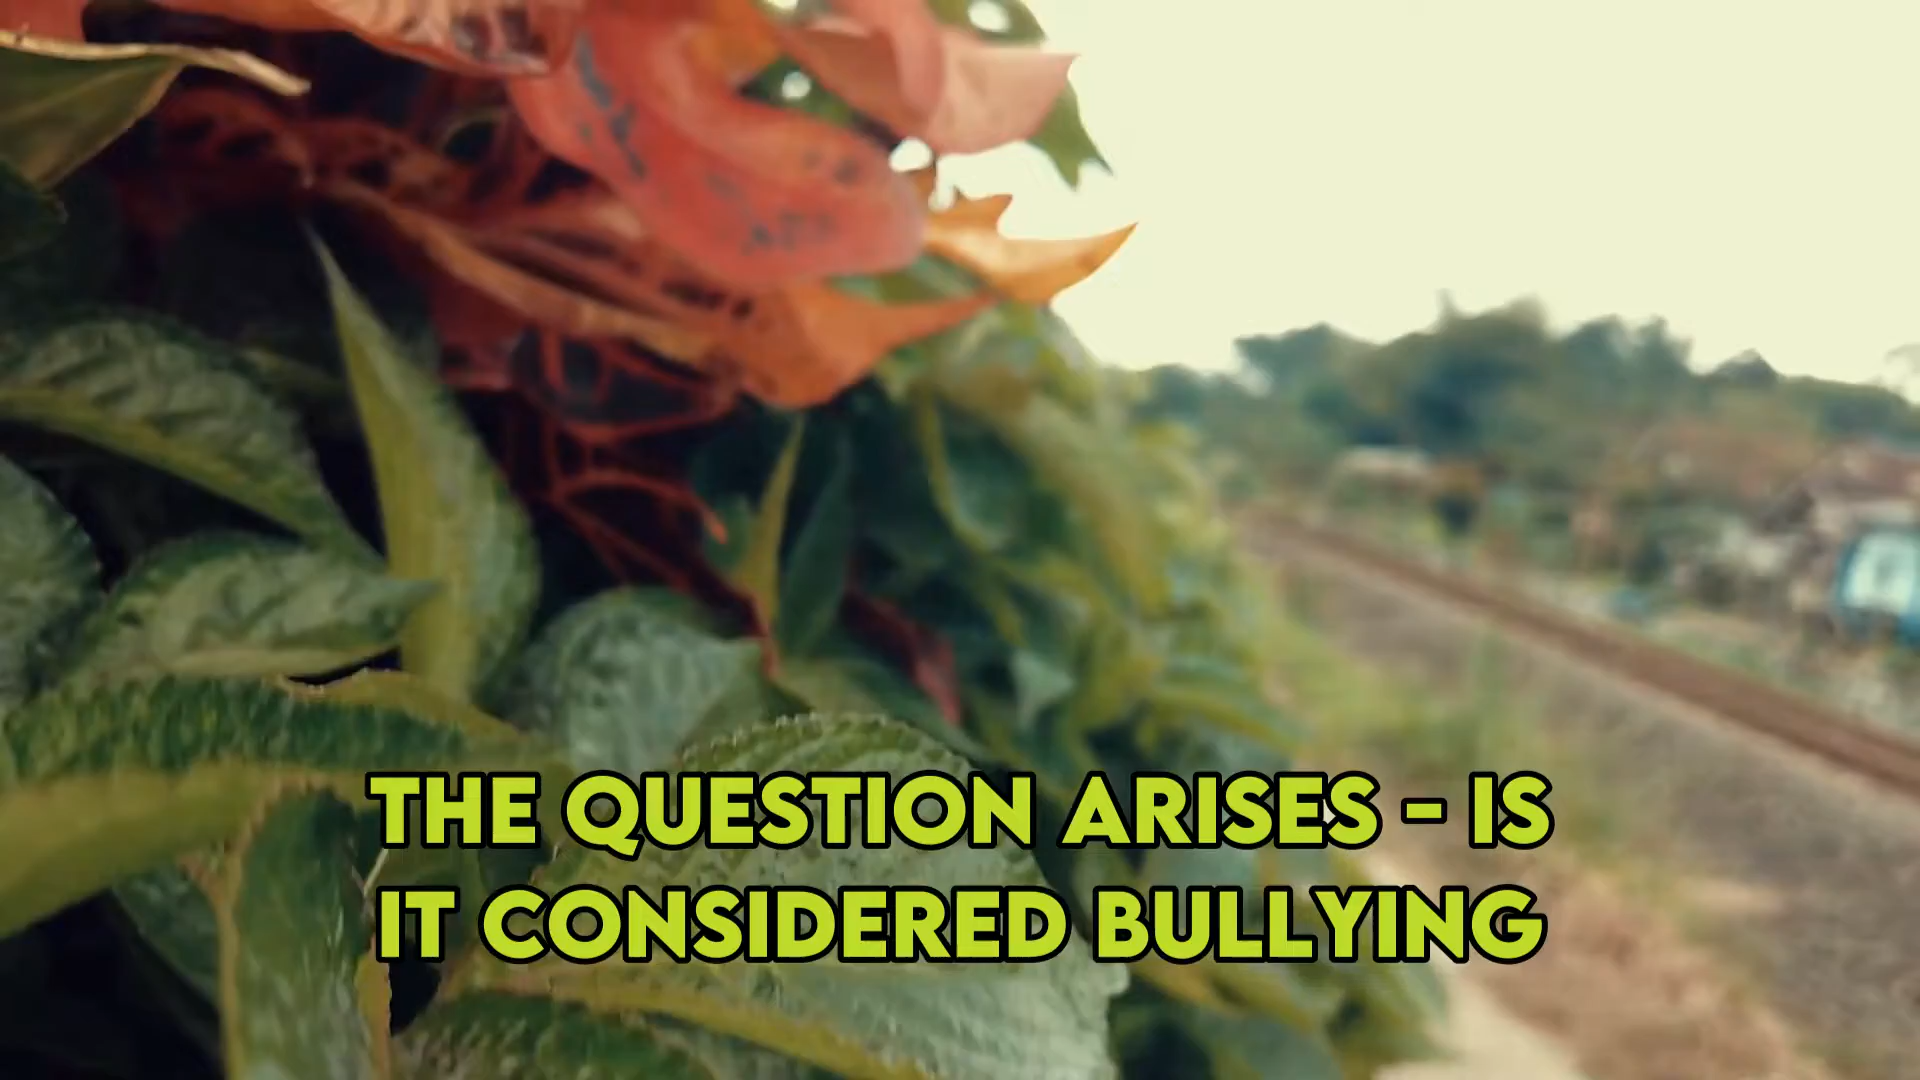 THE QUESTION ARISES - IS
IT CONSIDERED BULLYING